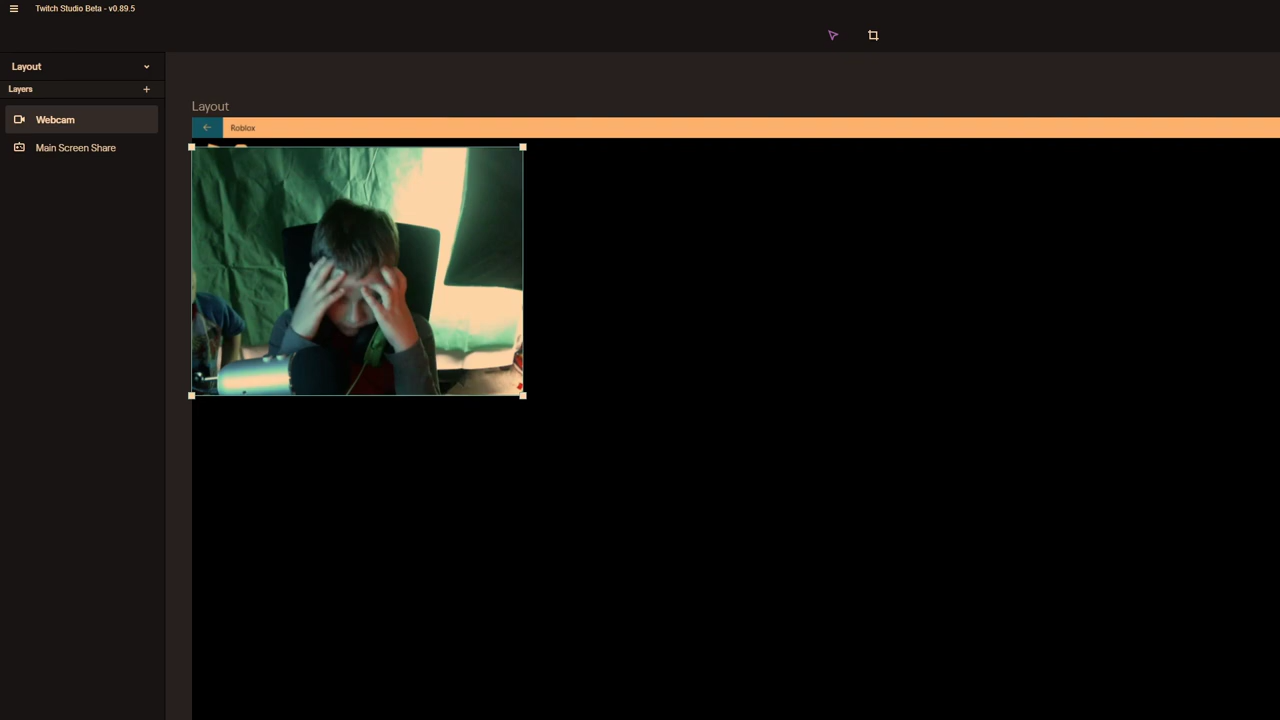 Twitch Studio Beta - v0.89.5
Layout
Layers
Webcam
Main Screen Share
Layout
Roblox